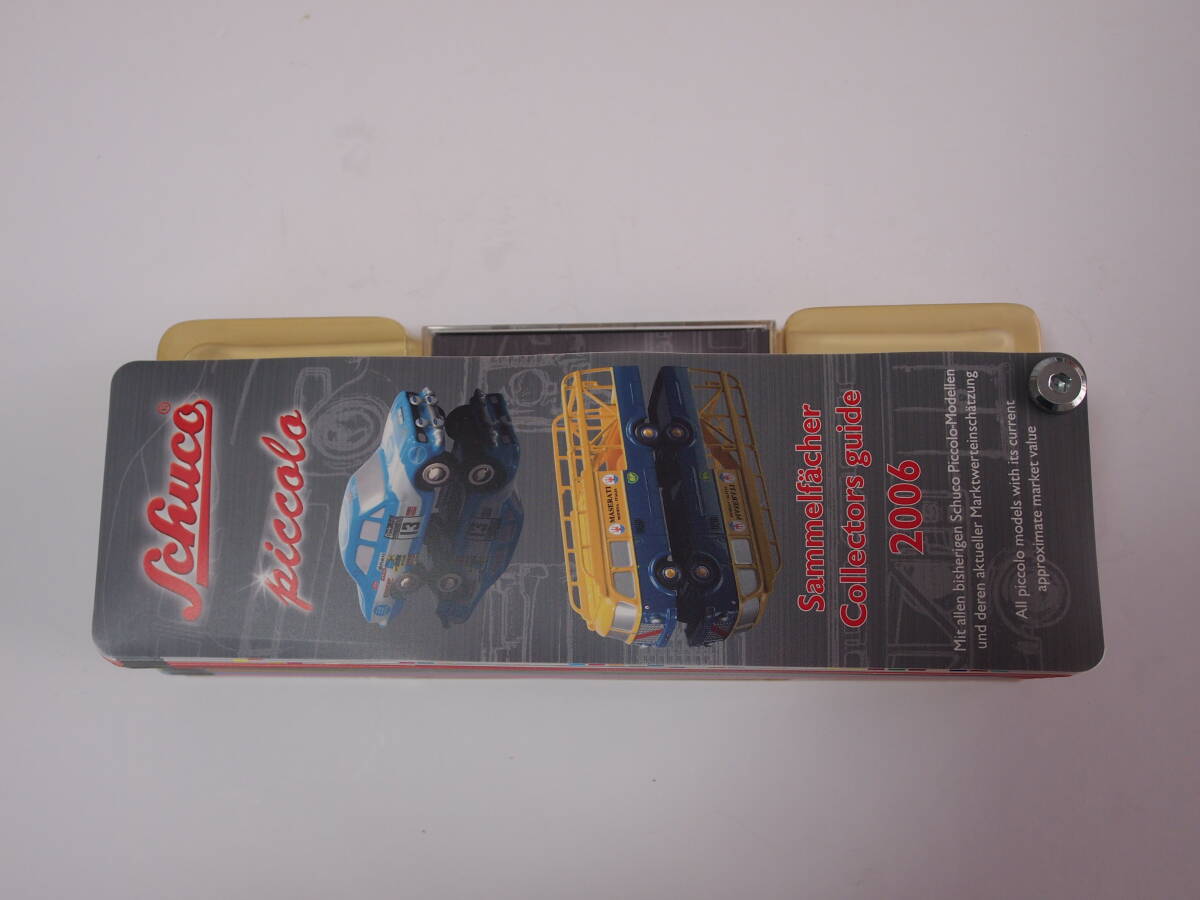 Schuco®
piccolo
13
MASERATI
Sammelfächer
Collectors guide
2006
Mit allen bisherigen Schuco Piccolo-Modellen
und deren aktueller Marktwerteinschätzung
All piccolo models with its current
approximate market value